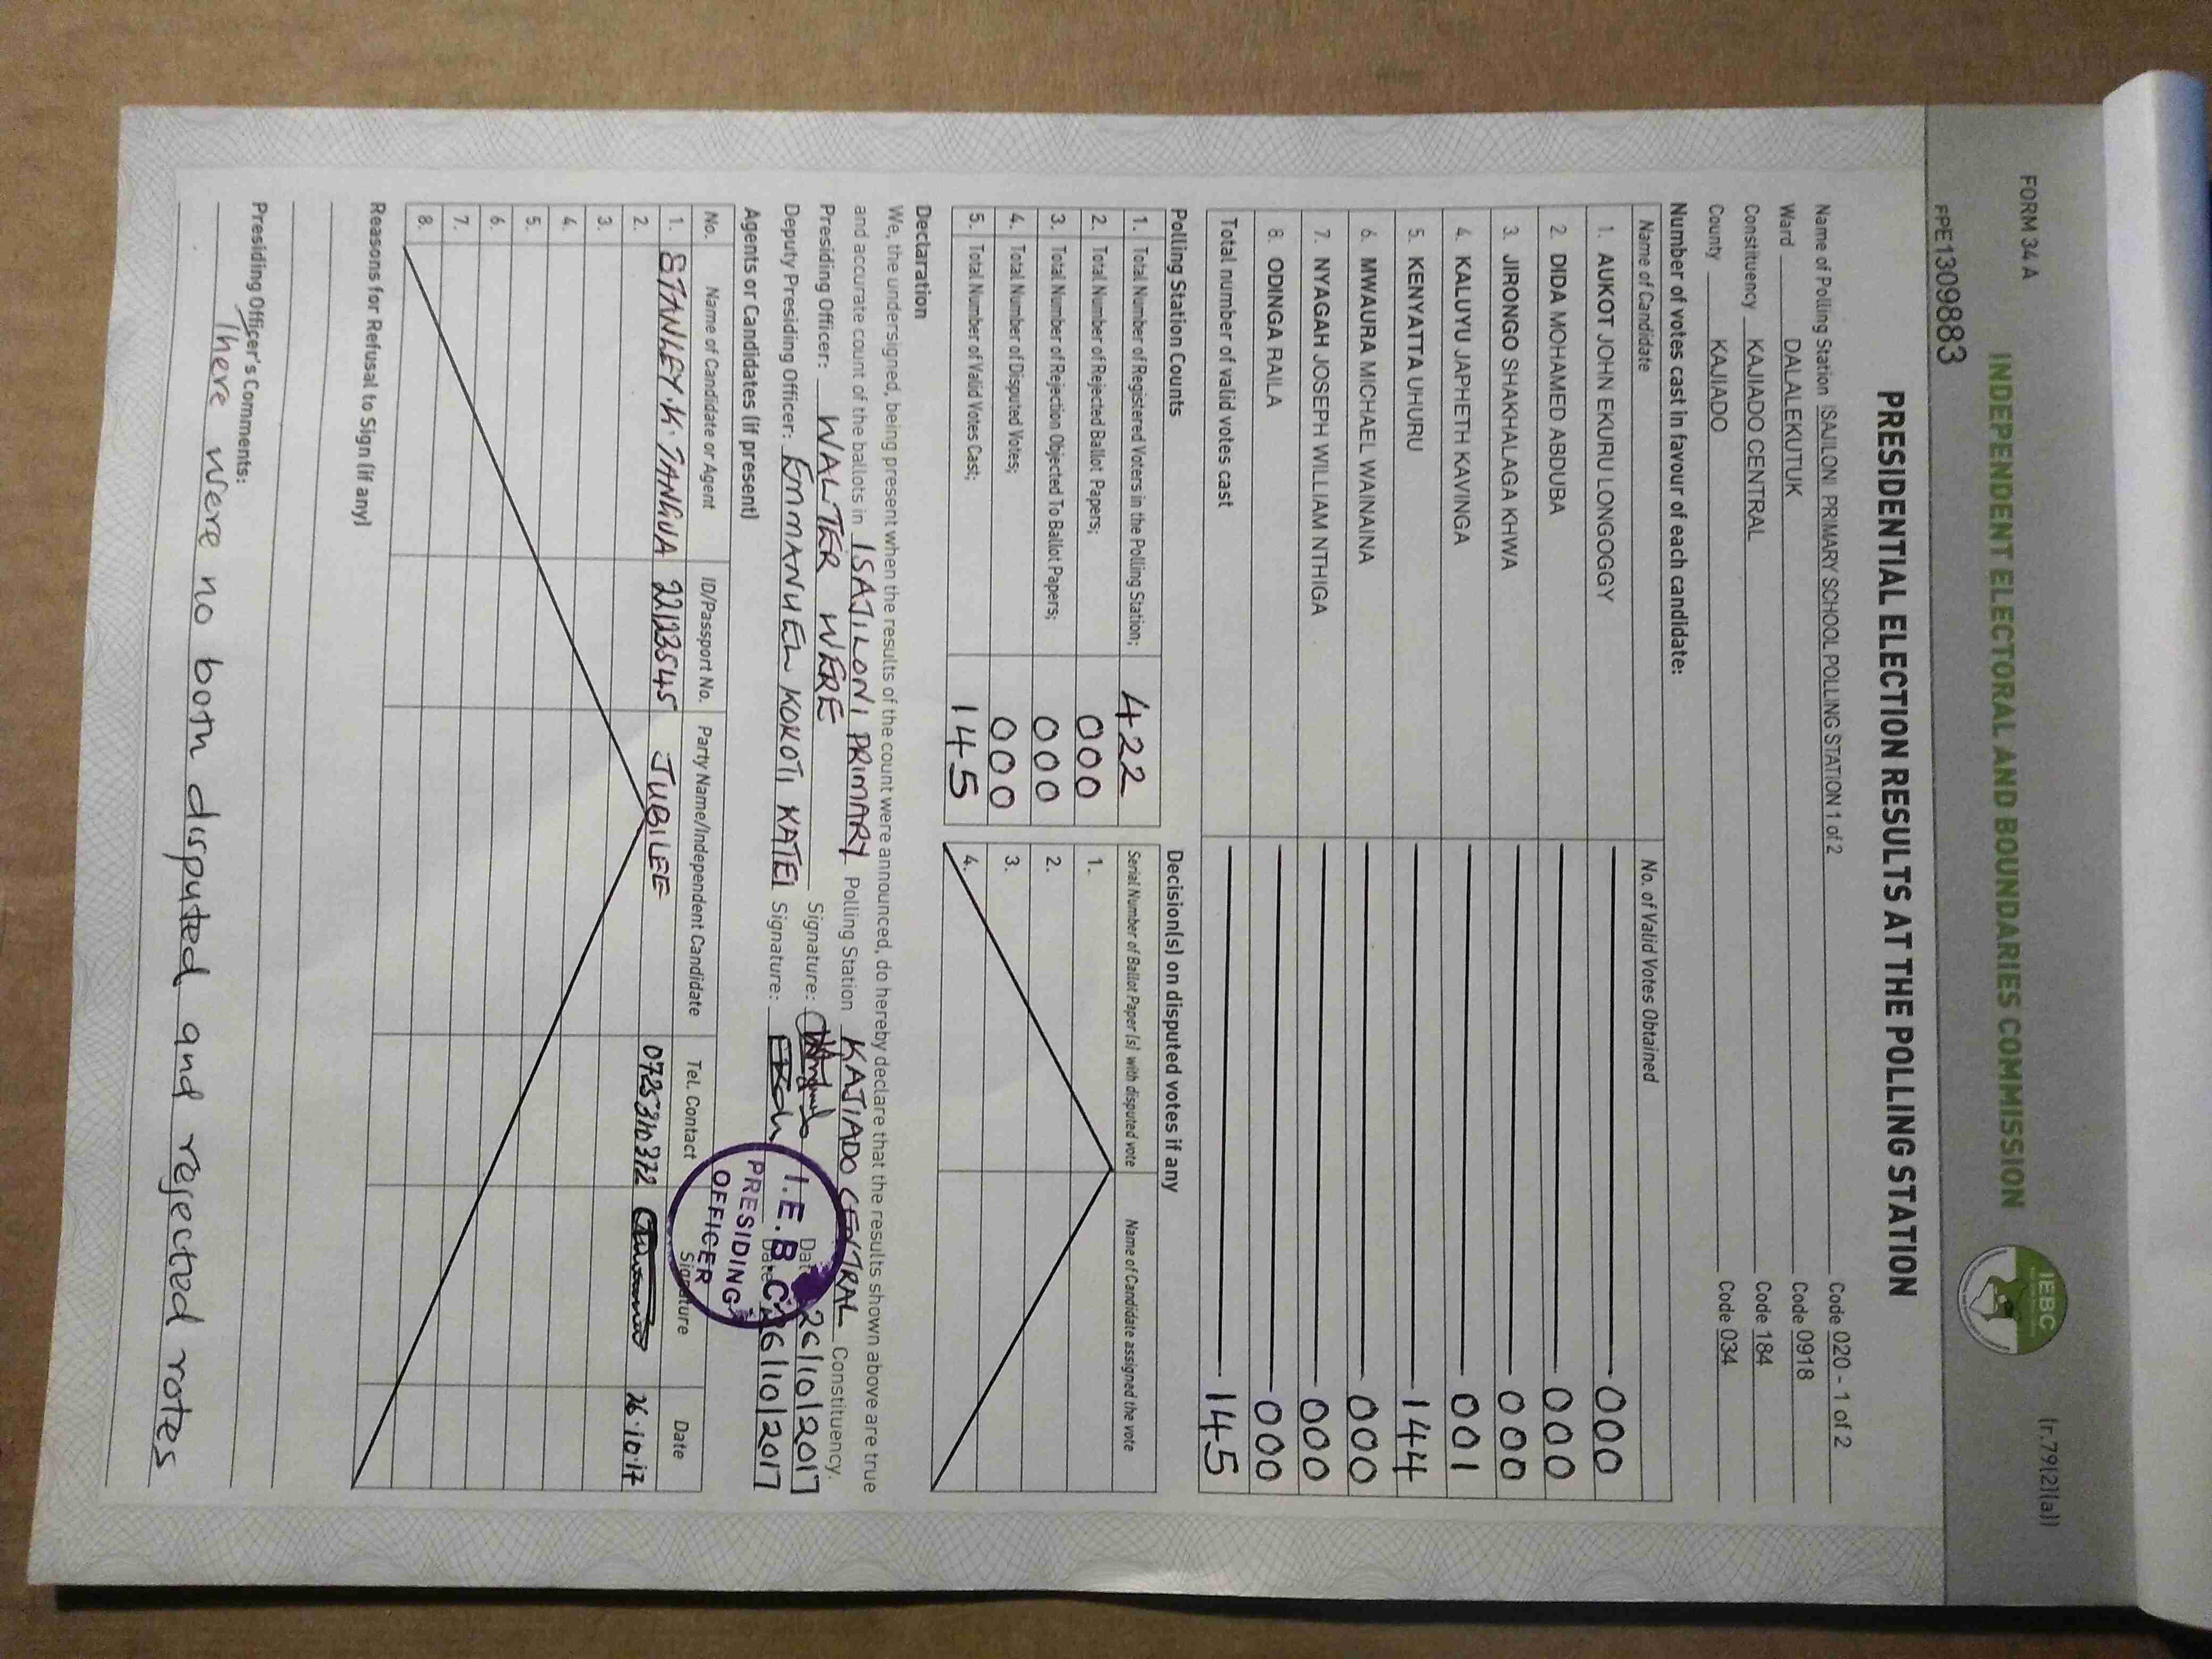 FORM 34 A
(r.79(2)(a))
INDEPENDENT ELECTORAL AND BOUNDARIES COMMISSION
IEBC
FPE1309883
PRESIDENTIAL ELECTION RESULTS AT THE POLLING STATION
Name of Polling Station ISAJILONI PRIMARY SCHOOL POLLING STATION 1 of 2 Code 020 - 1 of 2
Ward DALALEKUTUK Code 0918
Constituency KAJIADO CENTRAL Code 184
County KAJIADO Code 034
Number of votes cast in favour of each candidate:
Name of Candidate No. of Valid Votes Obtained
1. AUKOT JOHN EKURU LONGOGGY 000
2. DIDA MOHAMED ABDUBA 000
3. JIRONGO SHAKHALAGA KHWA 000
4. KALUYU JAPHETH KAVINGA 001
5. KENYATTA UHURU 144
6. MWAURA MICHAEL WAINAINA 000
7. NYAGAH JOSEPH WILLIAM NTHIGA 000
8. ODINGA RAILA 000
Total number of valid votes cast 145
Polling Station Counts
1. Total Number of Registered Voters in the Polling Station; 422
2. Total Number of Rejected Ballot Papers; 000
3. Total Number of Rejection Objected To Ballot Papers; 000
4. Total Number of Disputed Votes; 000
5. Total Number of Valid Votes Cast; 145
Decision(s) on disputed votes if any
Serial Number of Ballot Paper (s) with disputed vote Name of Candidate assigned the vote
1.
2.
3.
4.
Declaration
We, the undersigned, being present when the results of the count were announced, do hereby declare that the results shown above are true
and accurate count of the ballots in ISAJILONI PRIMARY Polling Station KAJIADO CENTRAL Constituency.
Presiding Officer: WALTER WERE Signature: Date 26/10/2017
Deputy Presiding Officer: EMMANUEL KOKOTI KATEI Signature: Date 26/10/2017
I.E.B.C
PRESIDING
OFFICER
Agents or Candidates (if present)
No. Name of Candidate or Agent ID/Passport No. Party Name/Independent Candidate Tel. Contact Signature Date
1. STANLEY.K.TANGUA 22123545 JUBILEE 26.10.17
2.
3.
4.
5.
6.
7.
8.
Reasons for Refusal to Sign (if any)
Presiding Officer's Comments:
There were no both disputed and rejected votes